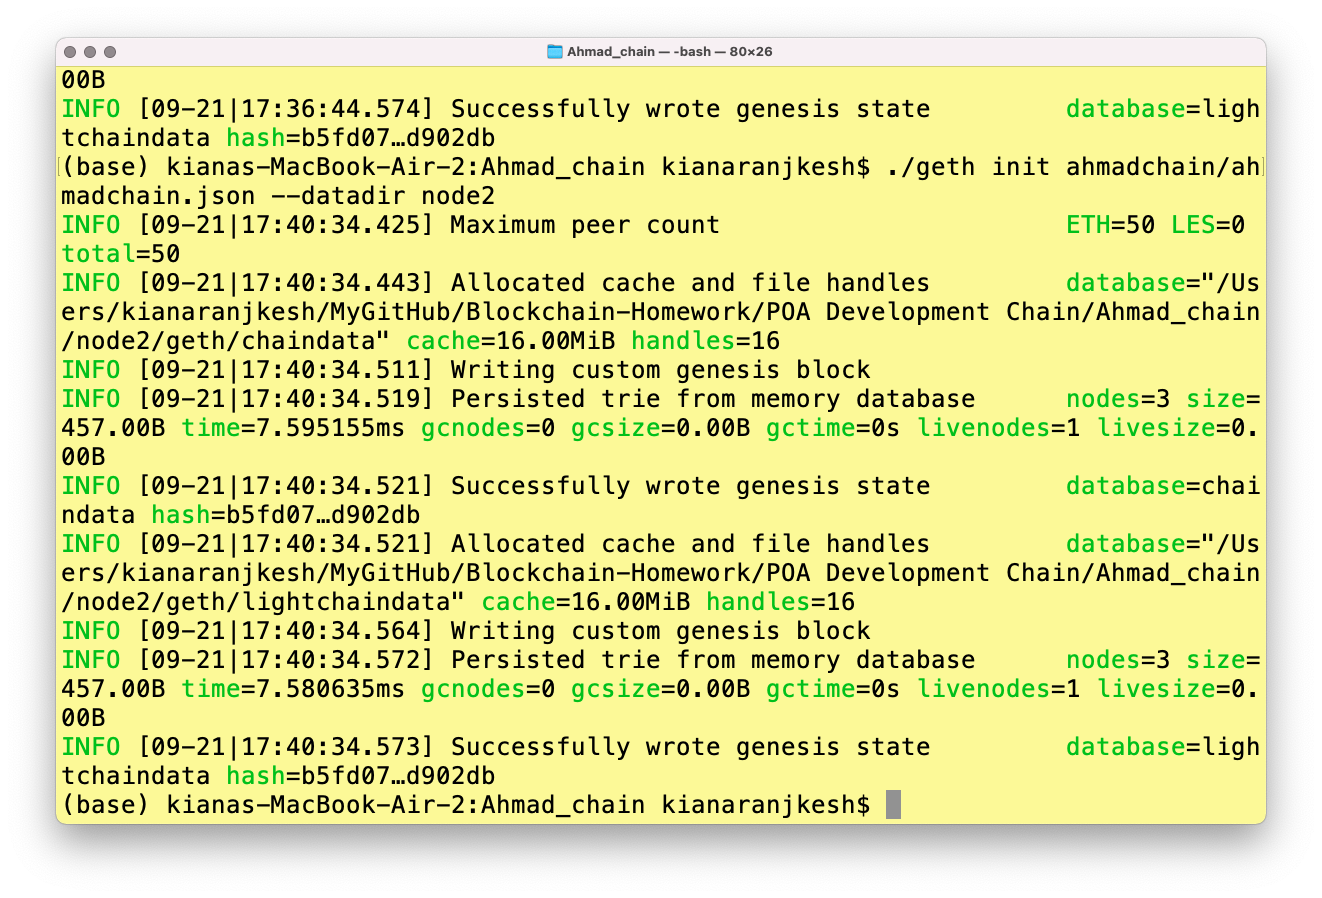 Ahmad_chain — -bash — 80×26
00B
INFO [09-21|17:36:44.574] Successfully wrote genesis state         database=ligh
tchaindata hash=b5fd07…d902db
(base) kianas-MacBook-Air-2:Ahmad_chain kianaranjkesh$ ./geth init ahmadchain/ah
madchain.json --datadir node2
INFO [09-21|17:40:34.425] Maximum peer count                       ETH=50 LES=0
total=50
INFO [09-21|17:40:34.443] Allocated cache and file handles         database="/Us
ers/kianaranjkesh/MyGitHub/Blockchain-Homework/POA Development Chain/Ahmad_chain
/node2/geth/chaindata" cache=16.00MiB handles=16
INFO [09-21|17:40:34.511] Writing custom genesis block
INFO [09-21|17:40:34.519] Persisted trie from memory database      nodes=3 size=
457.00B time=7.595155ms gcnodes=0 gcsize=0.00B gctime=0s livenodes=1 livesize=0.
00B
INFO [09-21|17:40:34.521] Successfully wrote genesis state         database=chai
ndata hash=b5fd07…d902db
INFO [09-21|17:40:34.521] Allocated cache and file handles         database="/Us
ers/kianaranjkesh/MyGitHub/Blockchain-Homework/POA Development Chain/Ahmad_chain
/node2/geth/lightchaindata" cache=16.00MiB handles=16
INFO [09-21|17:40:34.564] Writing custom genesis block
INFO [09-21|17:40:34.572] Persisted trie from memory database      nodes=3 size=
457.00B time=7.580635ms gcnodes=0 gcsize=0.00B gctime=0s livenodes=1 livesize=0.
00B
INFO [09-21|17:40:34.573] Successfully wrote genesis state         database=ligh
tchaindata hash=b5fd07…d902db
(base) kianas-MacBook-Air-2:Ahmad_chain kianaranjkesh$